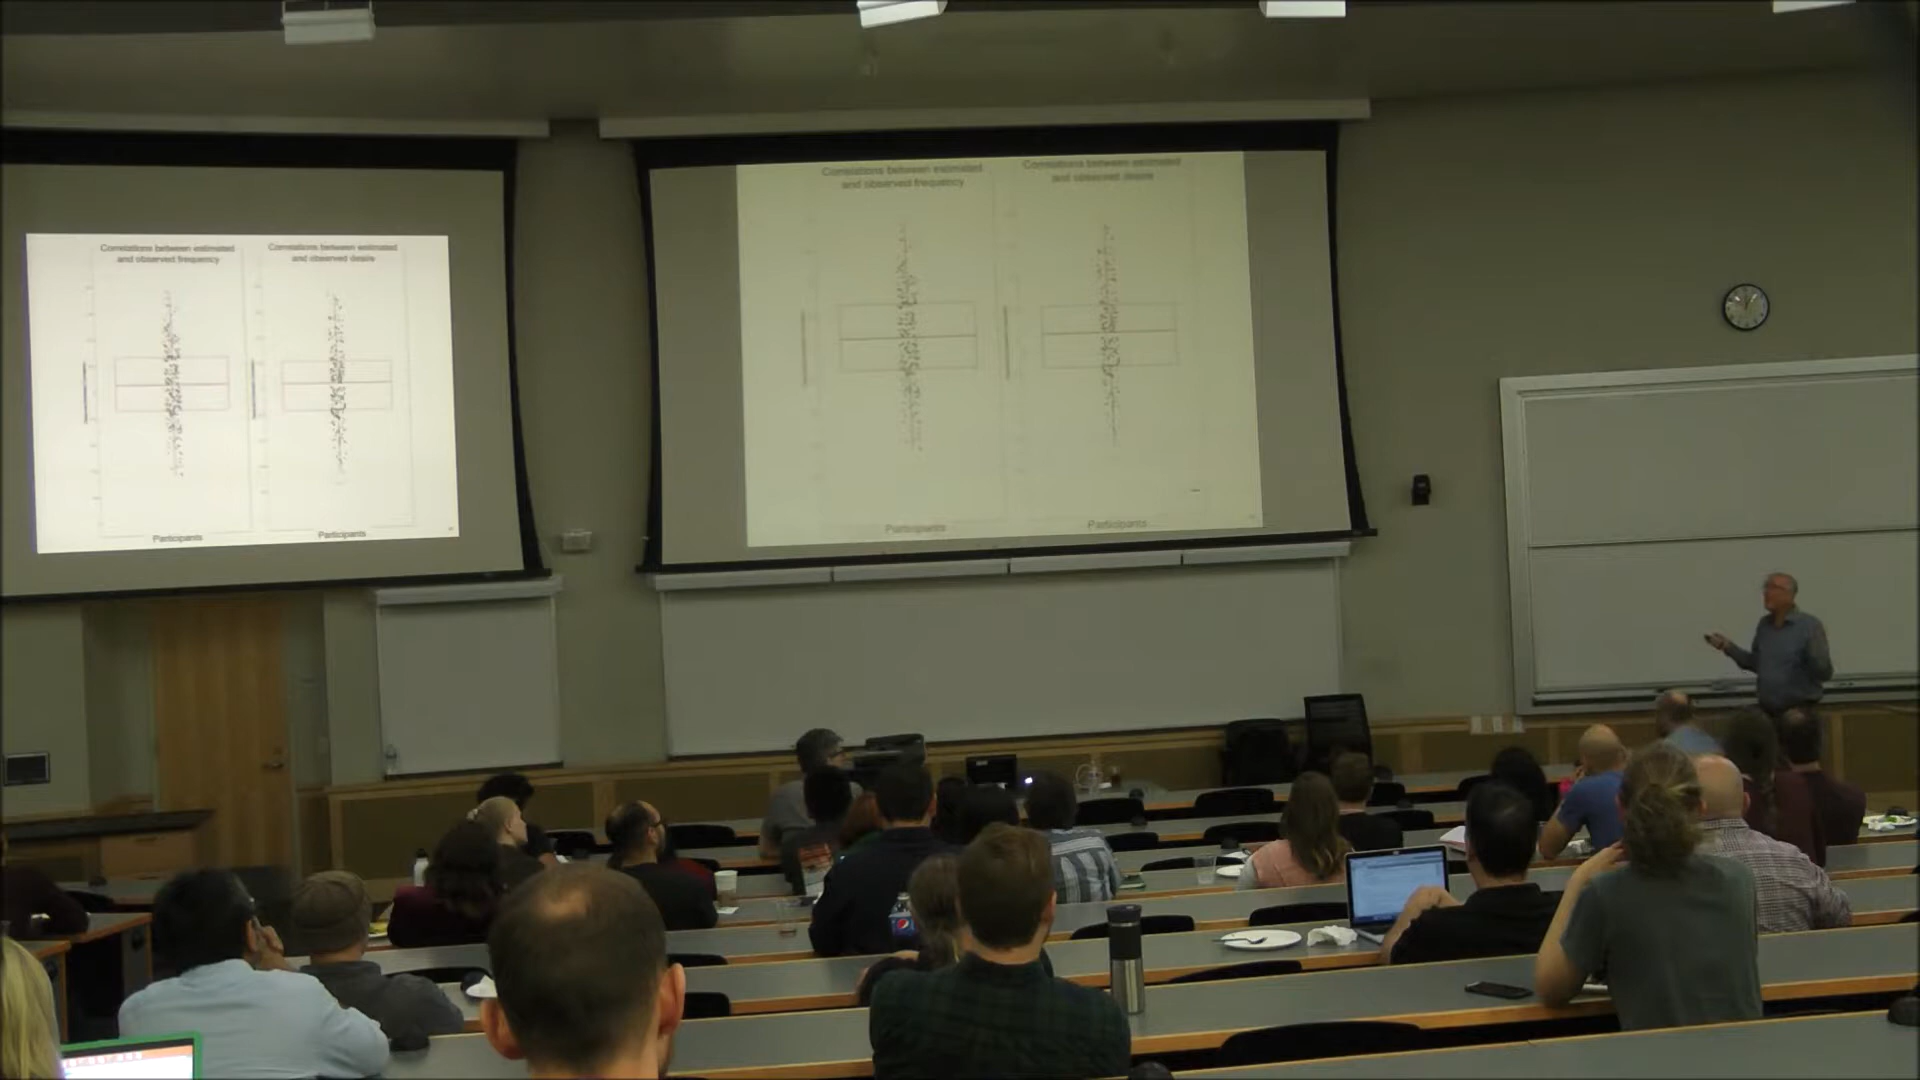 Correlations between estimated
and observed frequency
Correlations between estimated
and observed desire
Participants
Participants
Correlations between estimated
and observed frequency
Correlations between estimated
and observed desire
Participants
Participants
pepsi